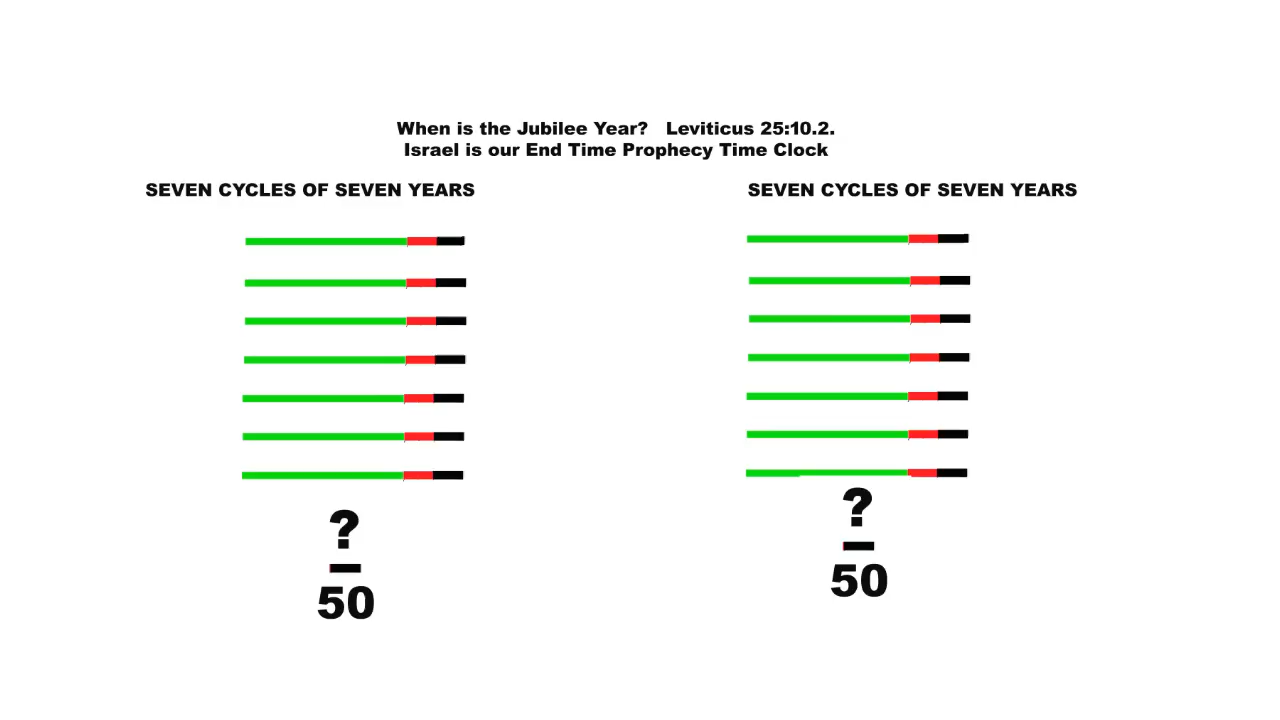 When is the Jubilee Year?   Leviticus 25:10.2.
Israel is our End Time Prophecy Time Clock
SEVEN CYCLES OF SEVEN YEARS
SEVEN CYCLES OF SEVEN YEARS
?
50
?
50